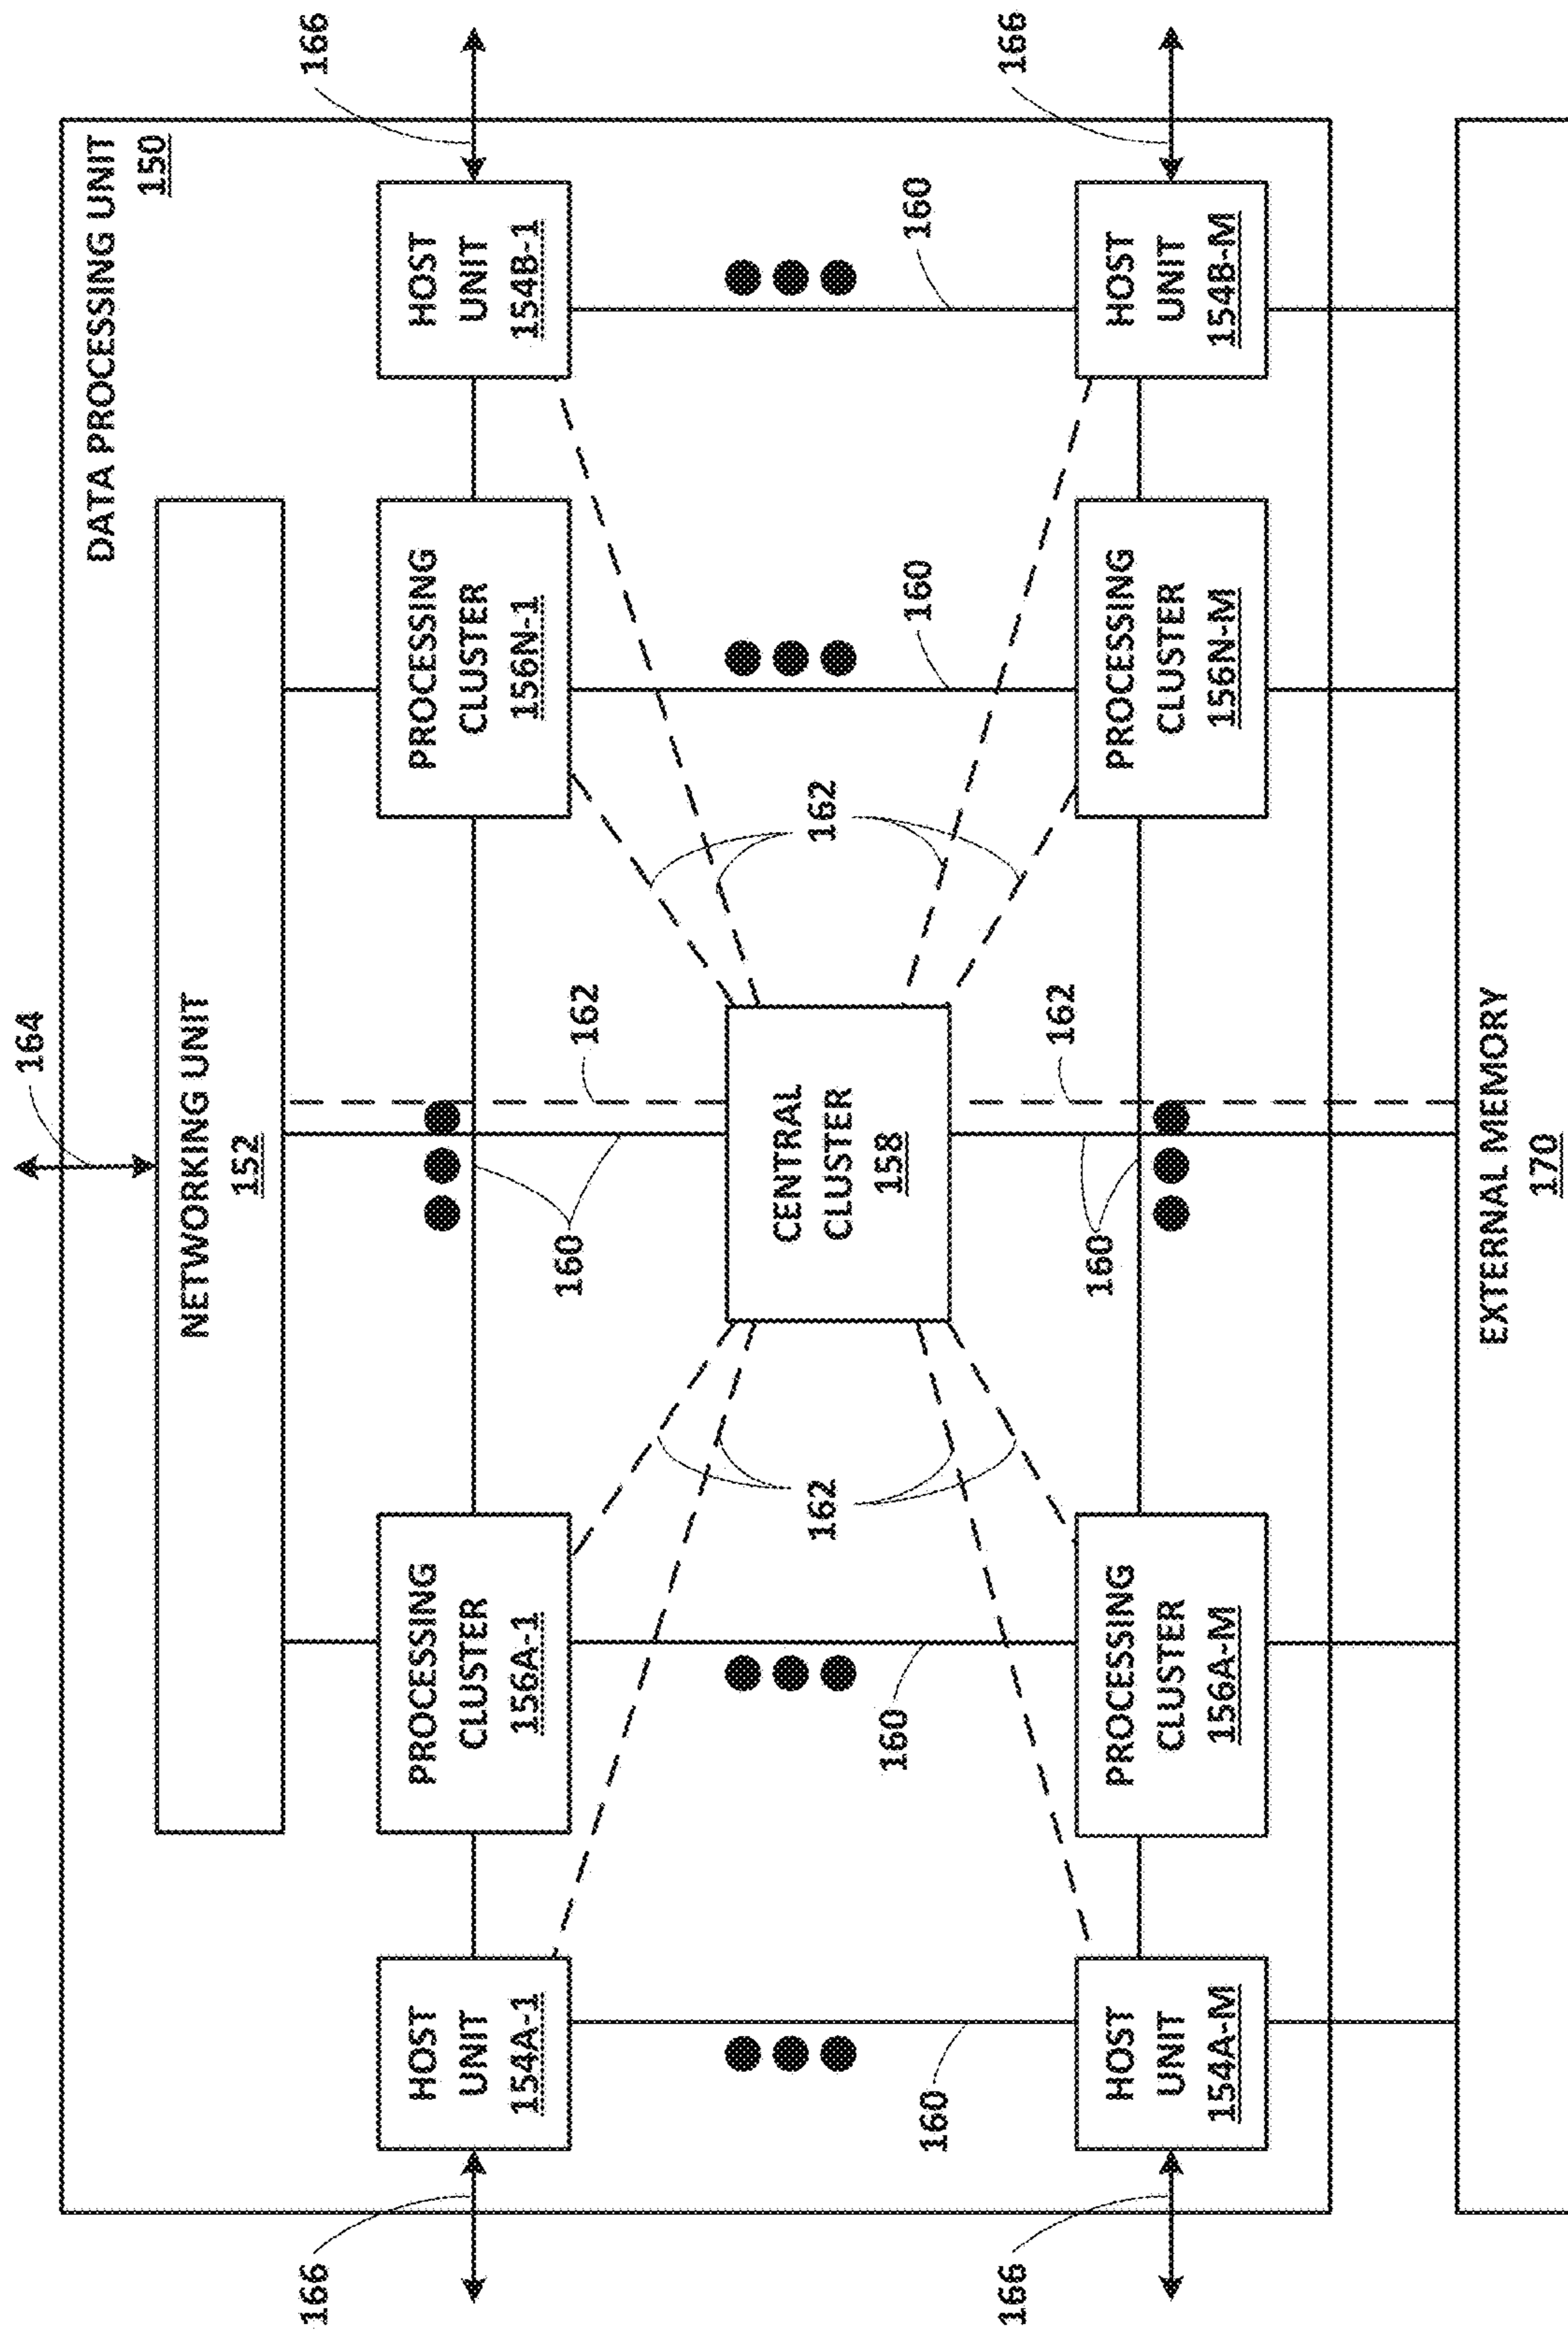 164
DATA PROCESSING UNIT
150
NETWORKING UNIT
152
166
166
HOST
UNIT
154A-1
PROCESSING
CLUSTER
156A-1
PROCESSING
CLUSTER
156N-1
HOST
UNIT
154B-1
160
162
162
CENTRAL
CLUSTER
158
162
160
160
160
160
160
162
166
166
HOST
UNIT
154A-M
PROCESSING
CLUSTER
156A-M
PROCESSING
CLUSTER
156N-M
HOST
UNIT
154B-M
EXTERNAL MEMORY
170